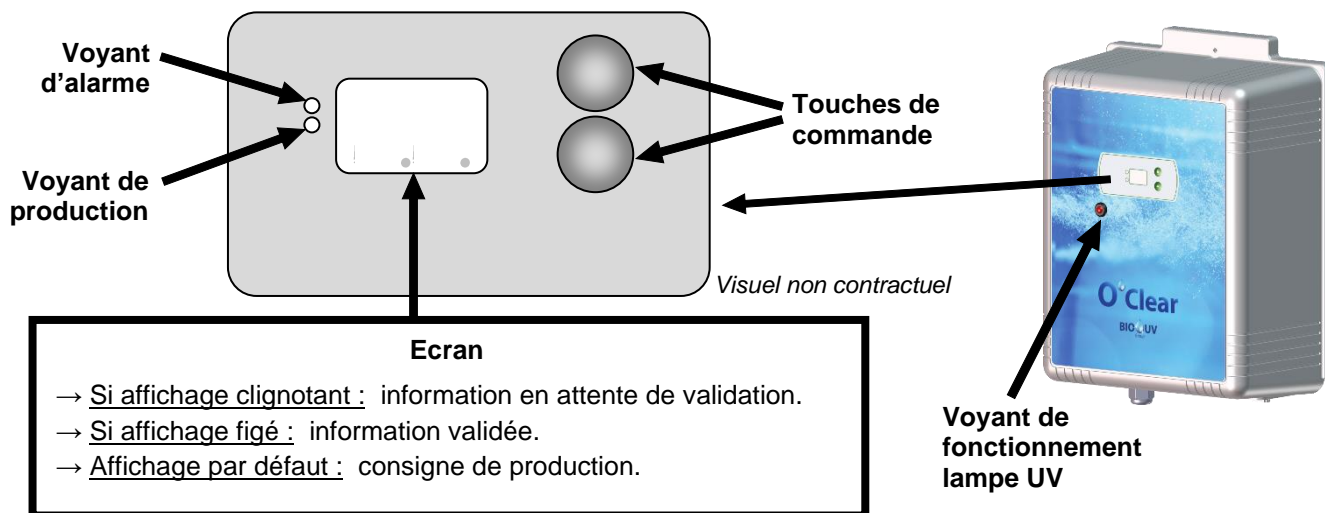 Voyant
d’alarme
Voyant de
production
Touches de
commande
Visuel non contractuel
Ecran
→ Si affichage clignotant : information en attente de validation.
→ Si affichage figé : information validée.
→ Affichage par défaut : consigne de production.
O'Clear
BIO UV
Voyant de
fonctionnement
lampe UV